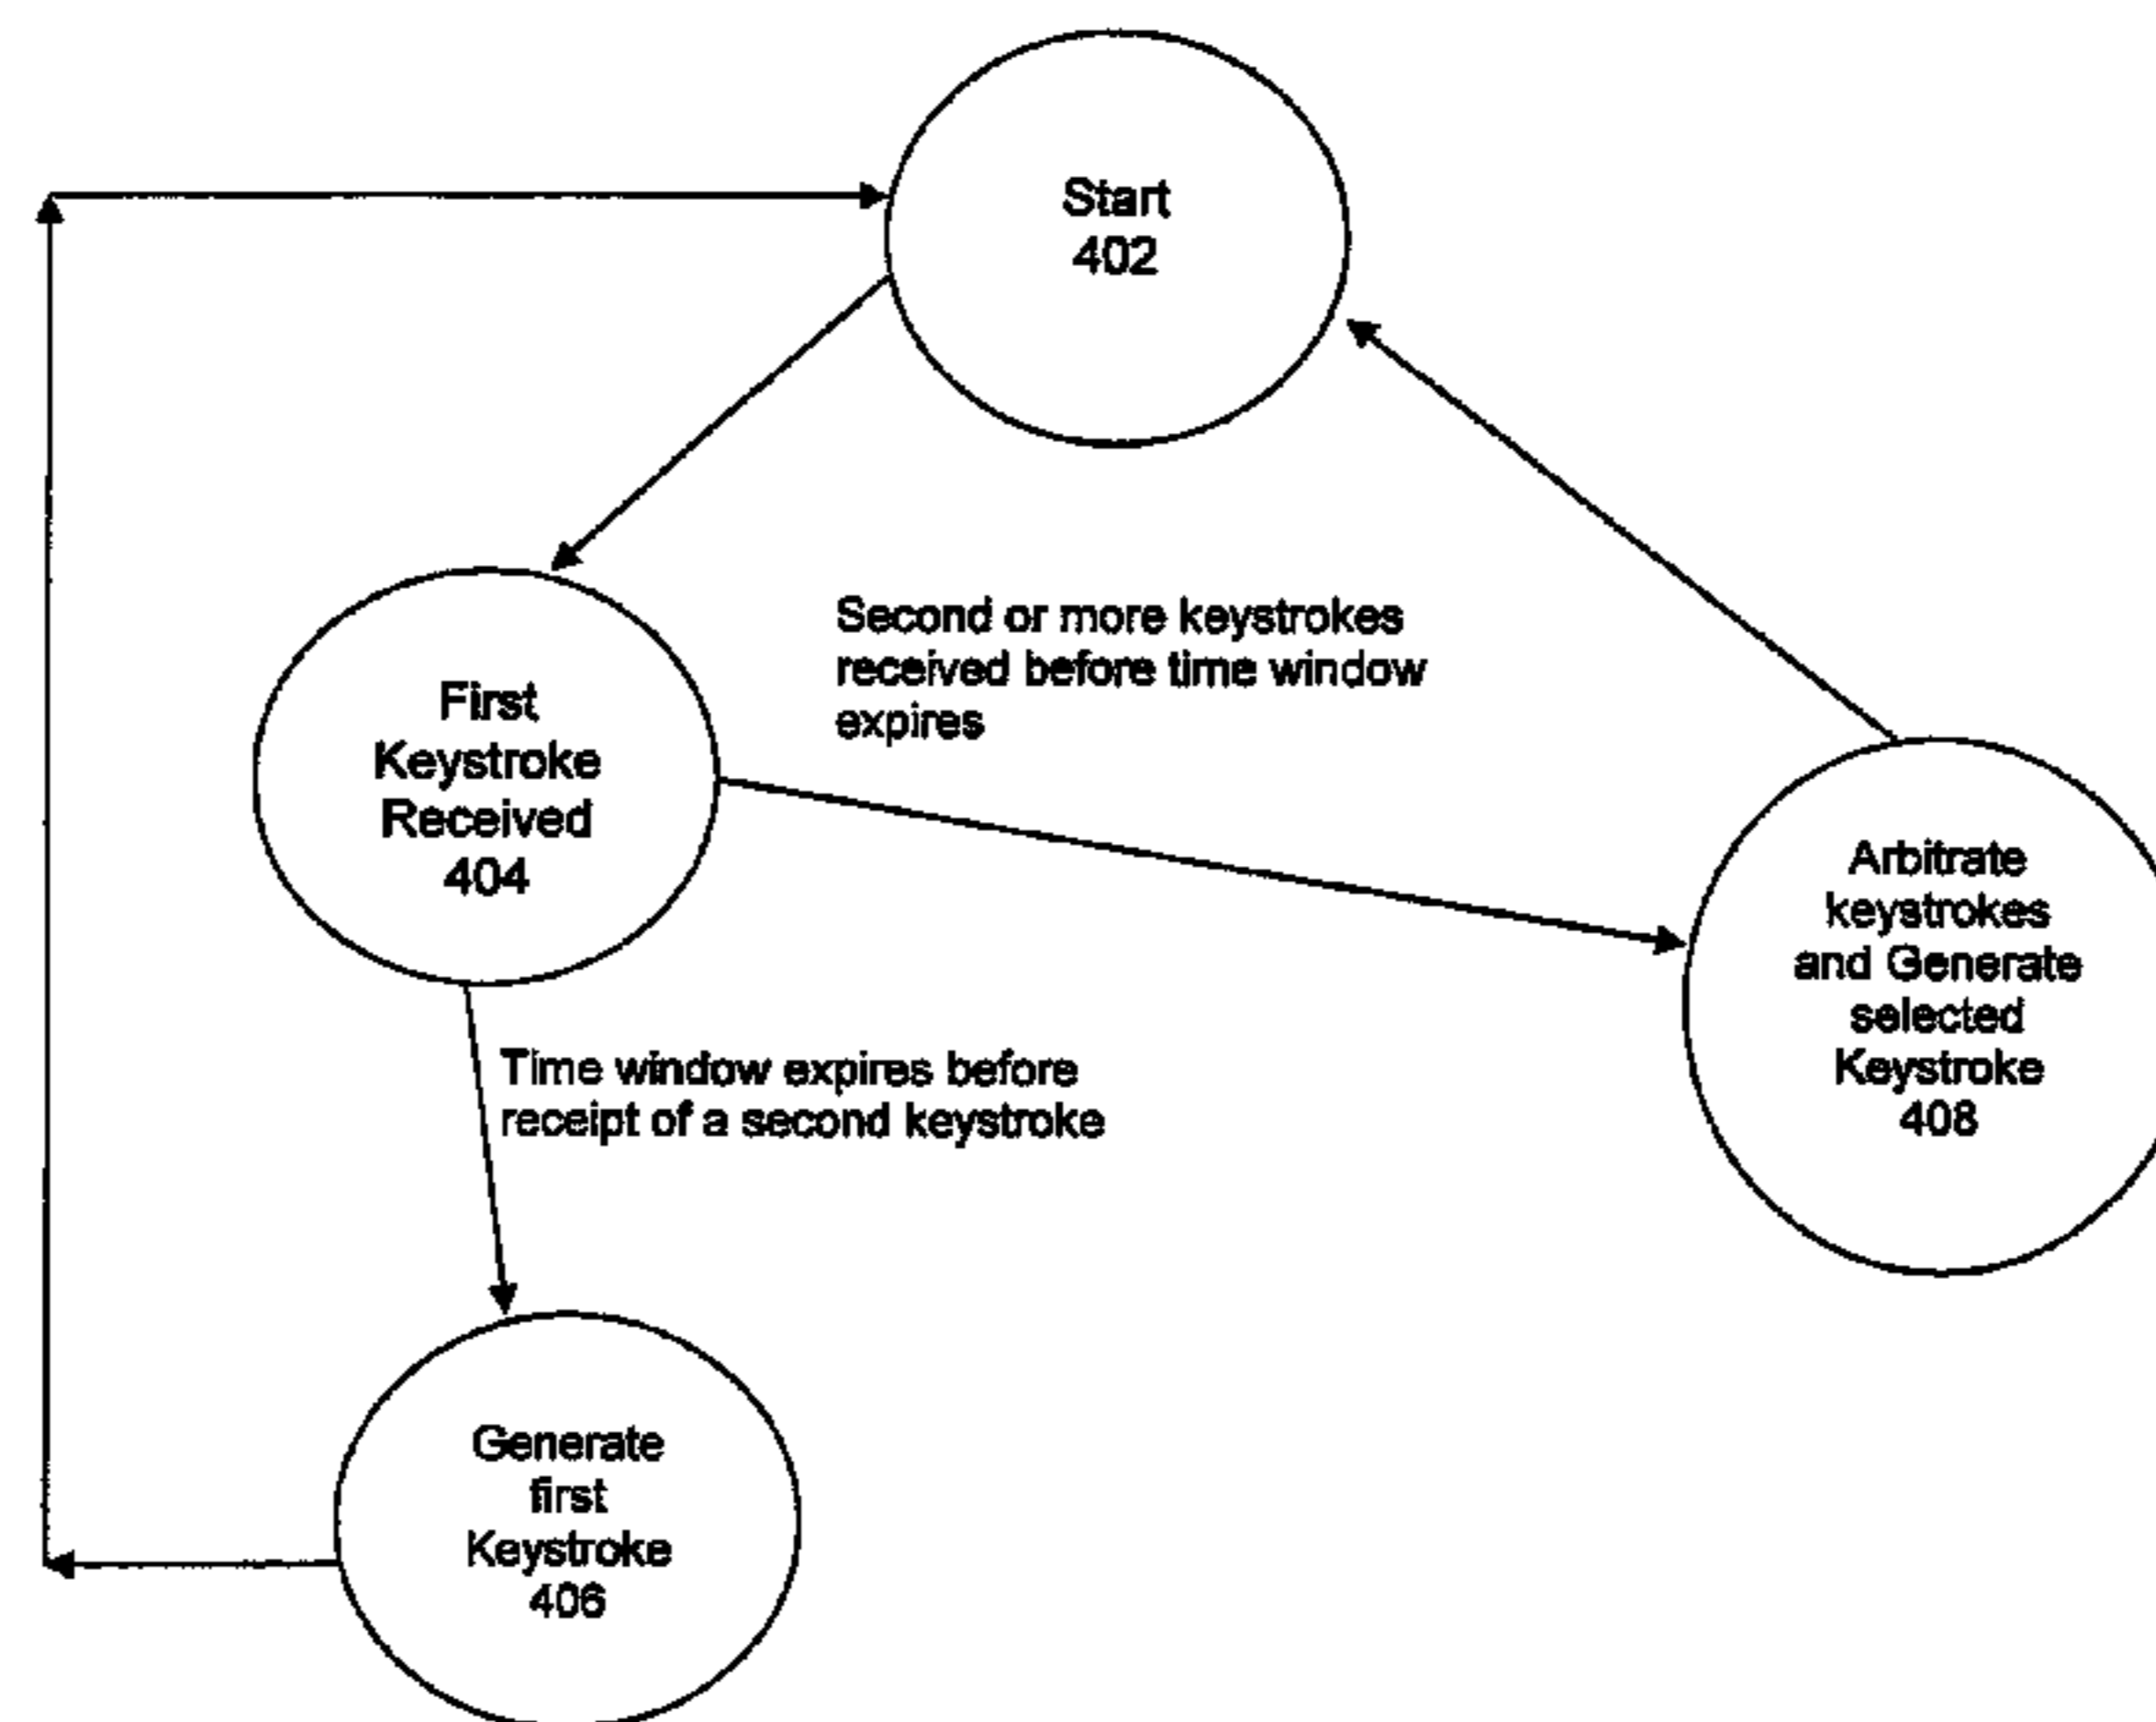 Start
402
Second or more keystrokes
received before time window
expires
First
Keystroke
Received
404
Arbitrate
keystrokes
and Generate
selected
Keystroke
408
Time window expires before
receipt of a second keystroke
Generate
first
Keystroke
406